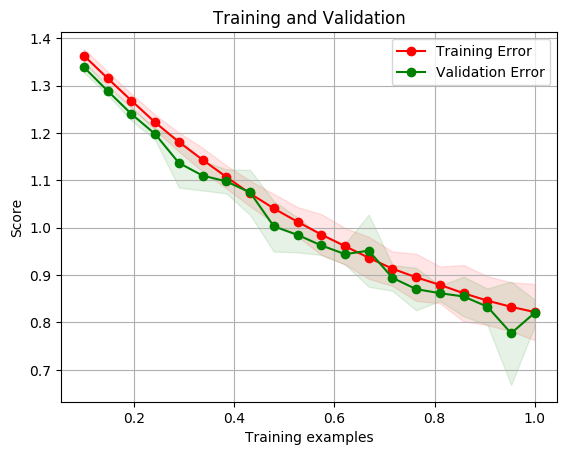 Training and Validation
Training Error
Validation Error
Score
1.4
1.3
1.2
1.1
1.0
0.9
0.8
0.7
0.2
0.4
0.6
0.8
1.0
Training examples